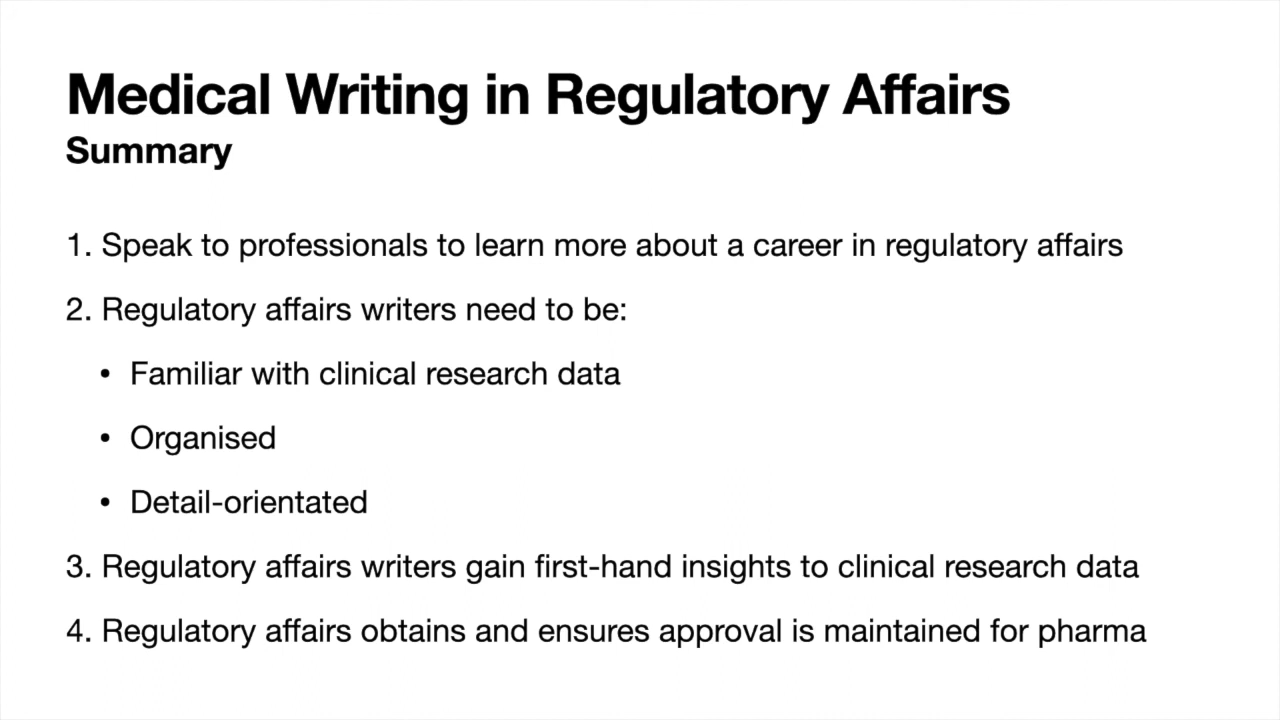 Medical Writing in Regulatory Affairs
Summary
1. Speak to professionals to learn more about a career in regulatory affairs
2. Regulatory affairs writers need to be:
• Familiar with clinical research data
• Organised
• Detail-orientated
3. Regulatory affairs writers gain first-hand insights to clinical research data
4. Regulatory affairs obtains and ensures approval is maintained for pharma